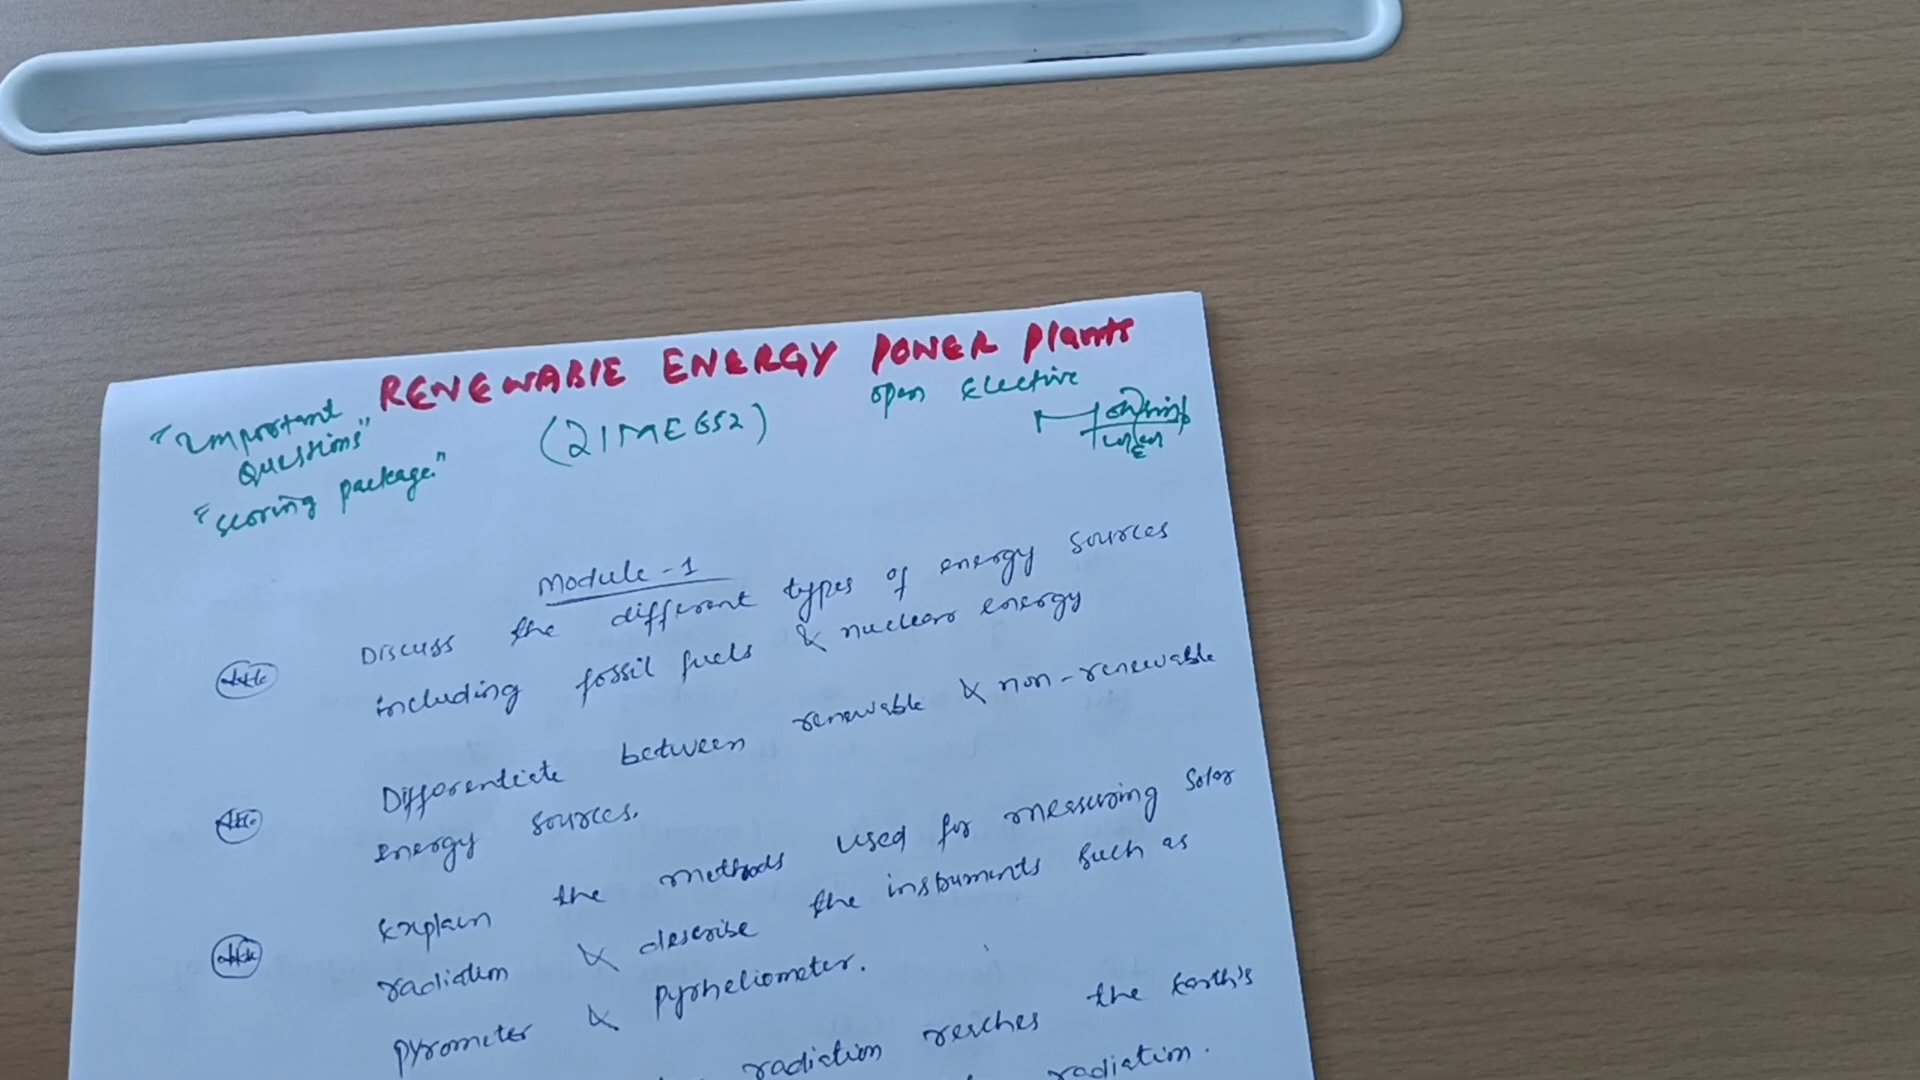 RENEWABLE ENERGY POWER Plants
"Important Questions"
"scoring package"
(21ME652)
open Elective
Module-1
Discuss the different types of energy sources
including fossil fuels & nuclear energy
Differentiate between renewable & non-renewable
energy sources.
Explain the methods used for measuring solar
radiation & describe the instruments such as
pyrometer & pyrheliometer.
radiation reaches the Earth's
radiation.